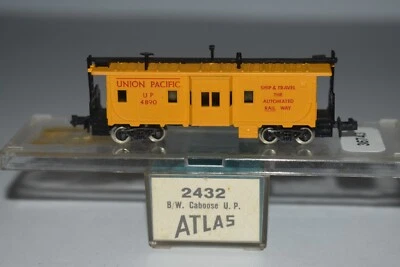 UNION PACIFIC
U P
4890
SHIP & TRAVEL
THE
AUTOMATED
RAIL WAY
2432
B/W. Caboose U. P.
ATLAS